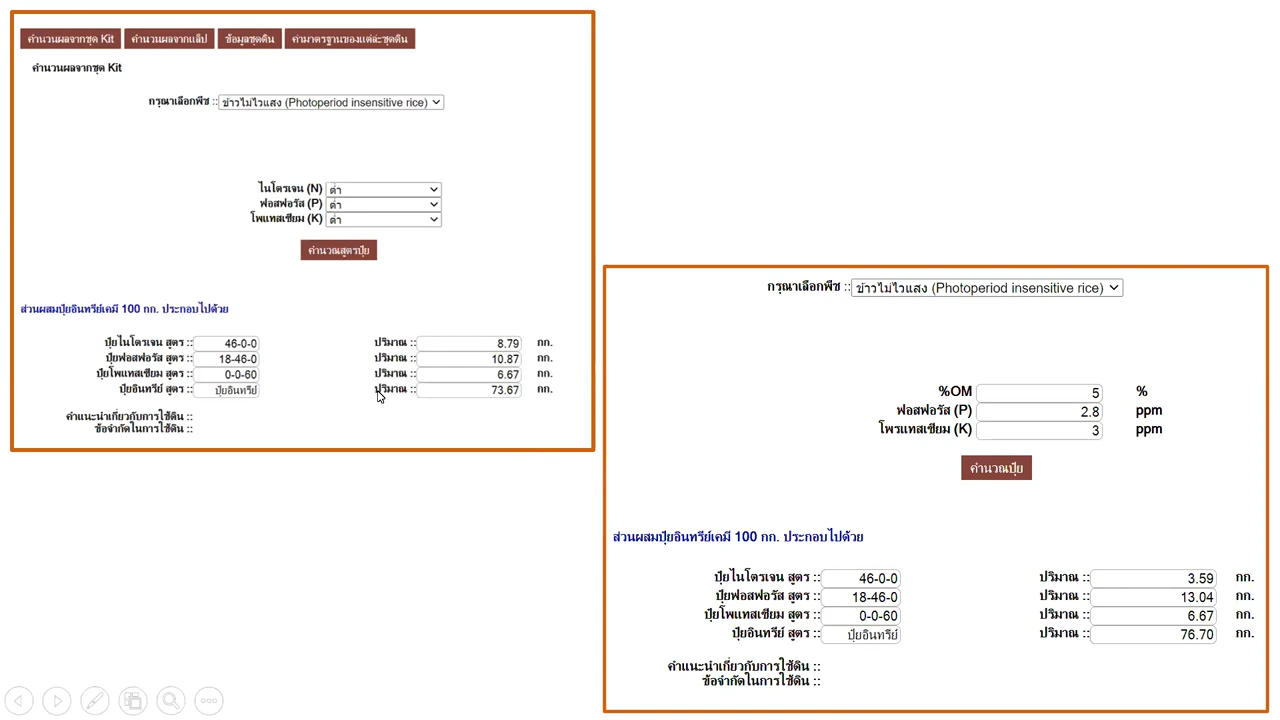 คำนวนผลจากชุด Kit คำนวนผลจากแล็ป ข้อมูลชุดดิน ค่ามาตรฐานของแต่ล่ะชุดดิน
คำนวนผลจากชุด Kit
กรุณาเลือกพืช :: ข้าวไม่ไวแสง (Photoperiod insensitive rice)
ไนโตรเจน (N) ต่ำ
ฟอสฟอรัส (P) ต่ำ
โพแทสเซียม (K) ต่ำ
คำนวณสูตรปุ๋ย
ส่วนผสมปุ๋ยอินทรีย์เคมี 100 กก. ประกอบไปด้วย
ปุ๋ยไนโตรเจน สูตร :: 46-0-0 ปริมาณ :: 8.79 กก.
ปุ๋ยฟอสฟอรัส สูตร :: 18-46-0 ปริมาณ :: 10.87 กก.
ปุ๋ยโพแทสเซียม สูตร :: 0-0-60 ปริมาณ :: 6.67 กก.
ปุ๋ยอินทรีย์ สูตร :: ปุ๋ยอินทรีย์ ปริมาณ :: 73.67 กก.
คำแนะนำเกี่ยวกับการใช้ดิน ::
ข้อจำกัดในการใช้ดิน ::
กรุณาเลือกพืช :: ข้าวไม่ไวแสง (Photoperiod insensitive rice)
%OM 5 %
ฟอสฟอรัส (P) 2.8 ppm
โพรแทสเซียม (K) 3 ppm
คำนวณปุ๋ย
ส่วนผสมปุ๋ยอินทรีย์เคมี 100 กก. ประกอบไปด้วย
ปุ๋ยไนโตรเจน สูตร :: 46-0-0 ปริมาณ :: 3.59 กก.
ปุ๋ยฟอสฟอรัส สูตร :: 18-46-0 ปริมาณ :: 13.04 กก.
ปุ๋ยโพแทสเซียม สูตร :: 0-0-60 ปริมาณ :: 6.67 กก.
ปุ๋ยอินทรีย์ สูตร :: ปุ๋ยอินทรีย์ ปริมาณ :: 76.70 กก.
คำแนะนำเกี่ยวกับการใช้ดิน ::
ข้อจำกัดในการใช้ดิน ::